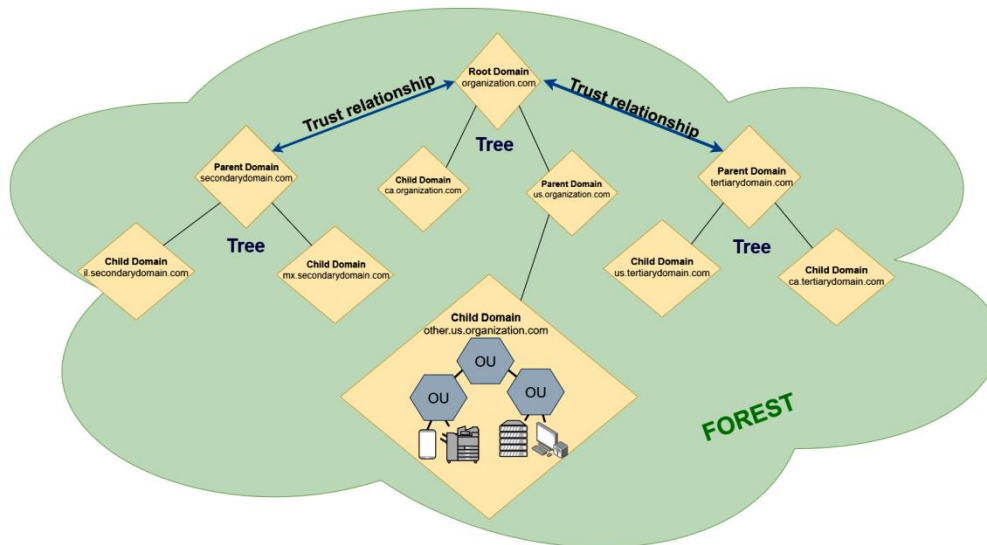 Root Domain
organization.com
Trust relationship
Trust relationship
Tree
Parent Domain
secondarydomain.com
Child Domain
ca.organization.com
Parent Domain
us.organization.com
Parent Domain
tertiarydomain.com
Tree
Tree
Child Domain
il.secondarydomain.com
Child Domain
mx.secondarydomain.com
Child Domain
us.tertiarydomain.com
Child Domain
ca.tertiarydomain.com
Child Domain
other.us.organization.com
OU
OU
OU
FOREST